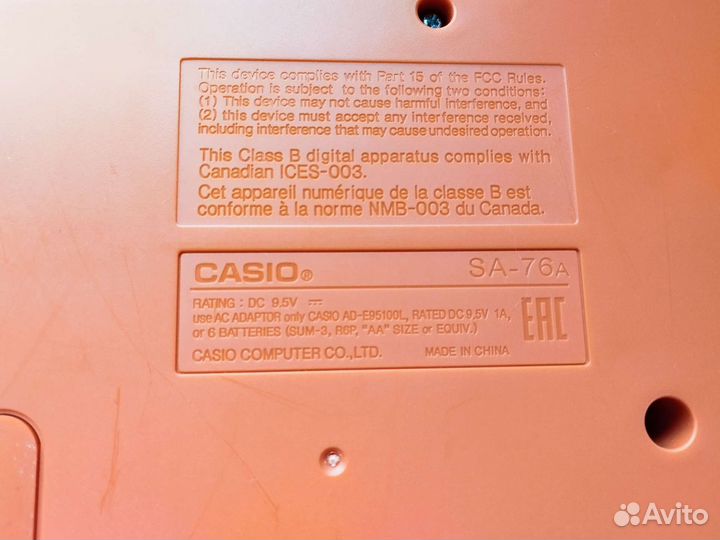 This device complies with Part 15 of the FCC Rules.
Operation is subject to the following two conditions:
(1) This device may not cause harmful interference, and
(2) this device must accept any interference received,
including interference that may cause undesired operation.
This Class B digital apparatus complies with
Canadian ICES-003.
Cet appareil numérique de la classe B est
conforme à la norme NMB-003 du Canada.
CASIO® SA-76A
RATING : DC 9.5V ⎓
use AC ADAPTOR only CASIO AD-E95100L, RATED DC 9.5V 1A,
or 6 BATTERIES (SUM-3, R6P, "AA" SIZE or EQUIV.)
EAC
CASIO COMPUTER CO.,LTD. MADE IN CHINA
Avito